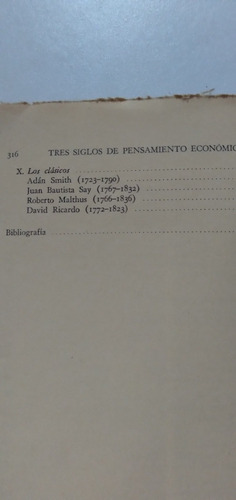 316 TRES SIGLOS DE PENSAMIENTO ECONÓMIC
X. Los clásicos
Adán Smith (1723-1790)
Juan Bautista Say (1767-1832)
Roberto Malthus (1766-1836)
David Ricardo (1772-1823)
Bibliografía